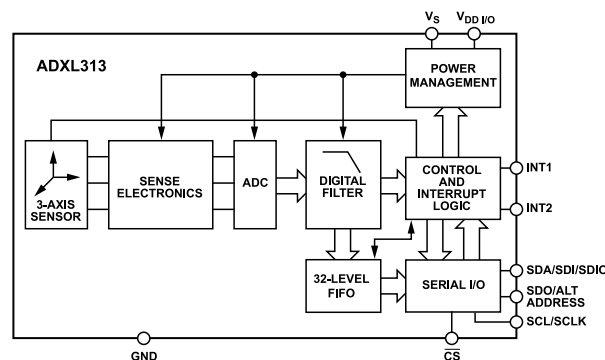 VS VDD I/O
ADXL313
POWER
MANAGEMENT
3-AXIS
SENSOR
SENSE
ELECTRONICS
ADC
DIGITAL
FILTER
CONTROL
AND
INTERRUPT
LOGIC
INT1
INT2
32-LEVEL
FIFO
SERIAL I/O
SDA/SDI/SDIO
SDO/ALT
ADDRESS
SCL/SCLK
GND
CS